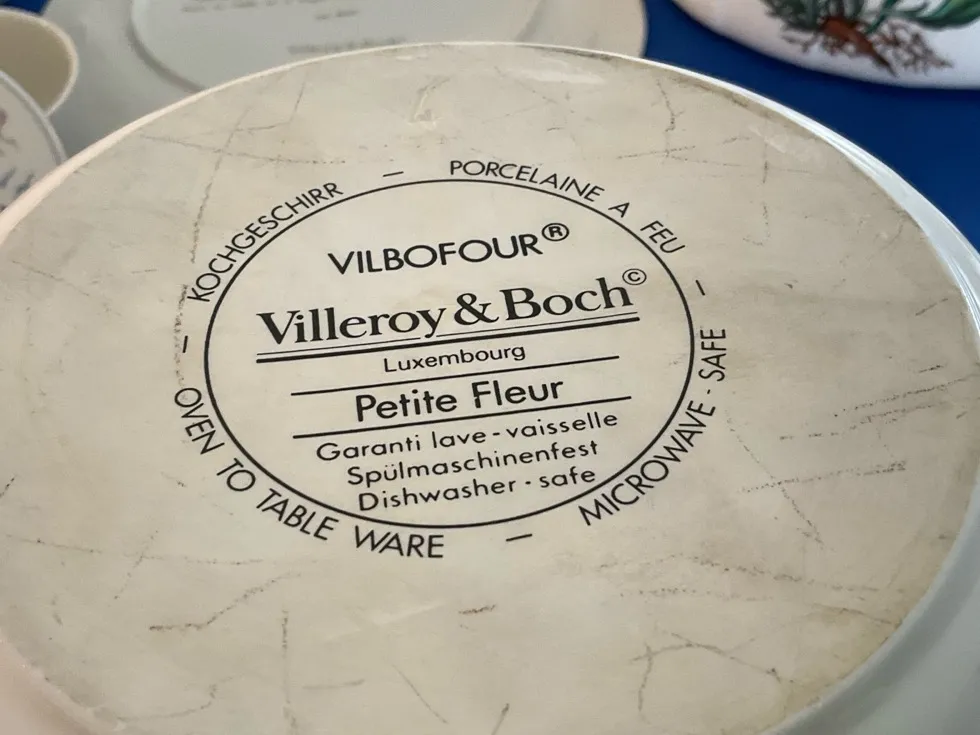 KOCHGESCHIRR — PORCELAINE A FEU —
VILBOFOUR®
Villeroy & Boch©
Luxembourg
Petite Fleur
Garanti lave-vaisselle
Spülmaschinenfest
Dishwasher·safe
— OVEN TO TABLE WARE — MICROWAVE·SAFE